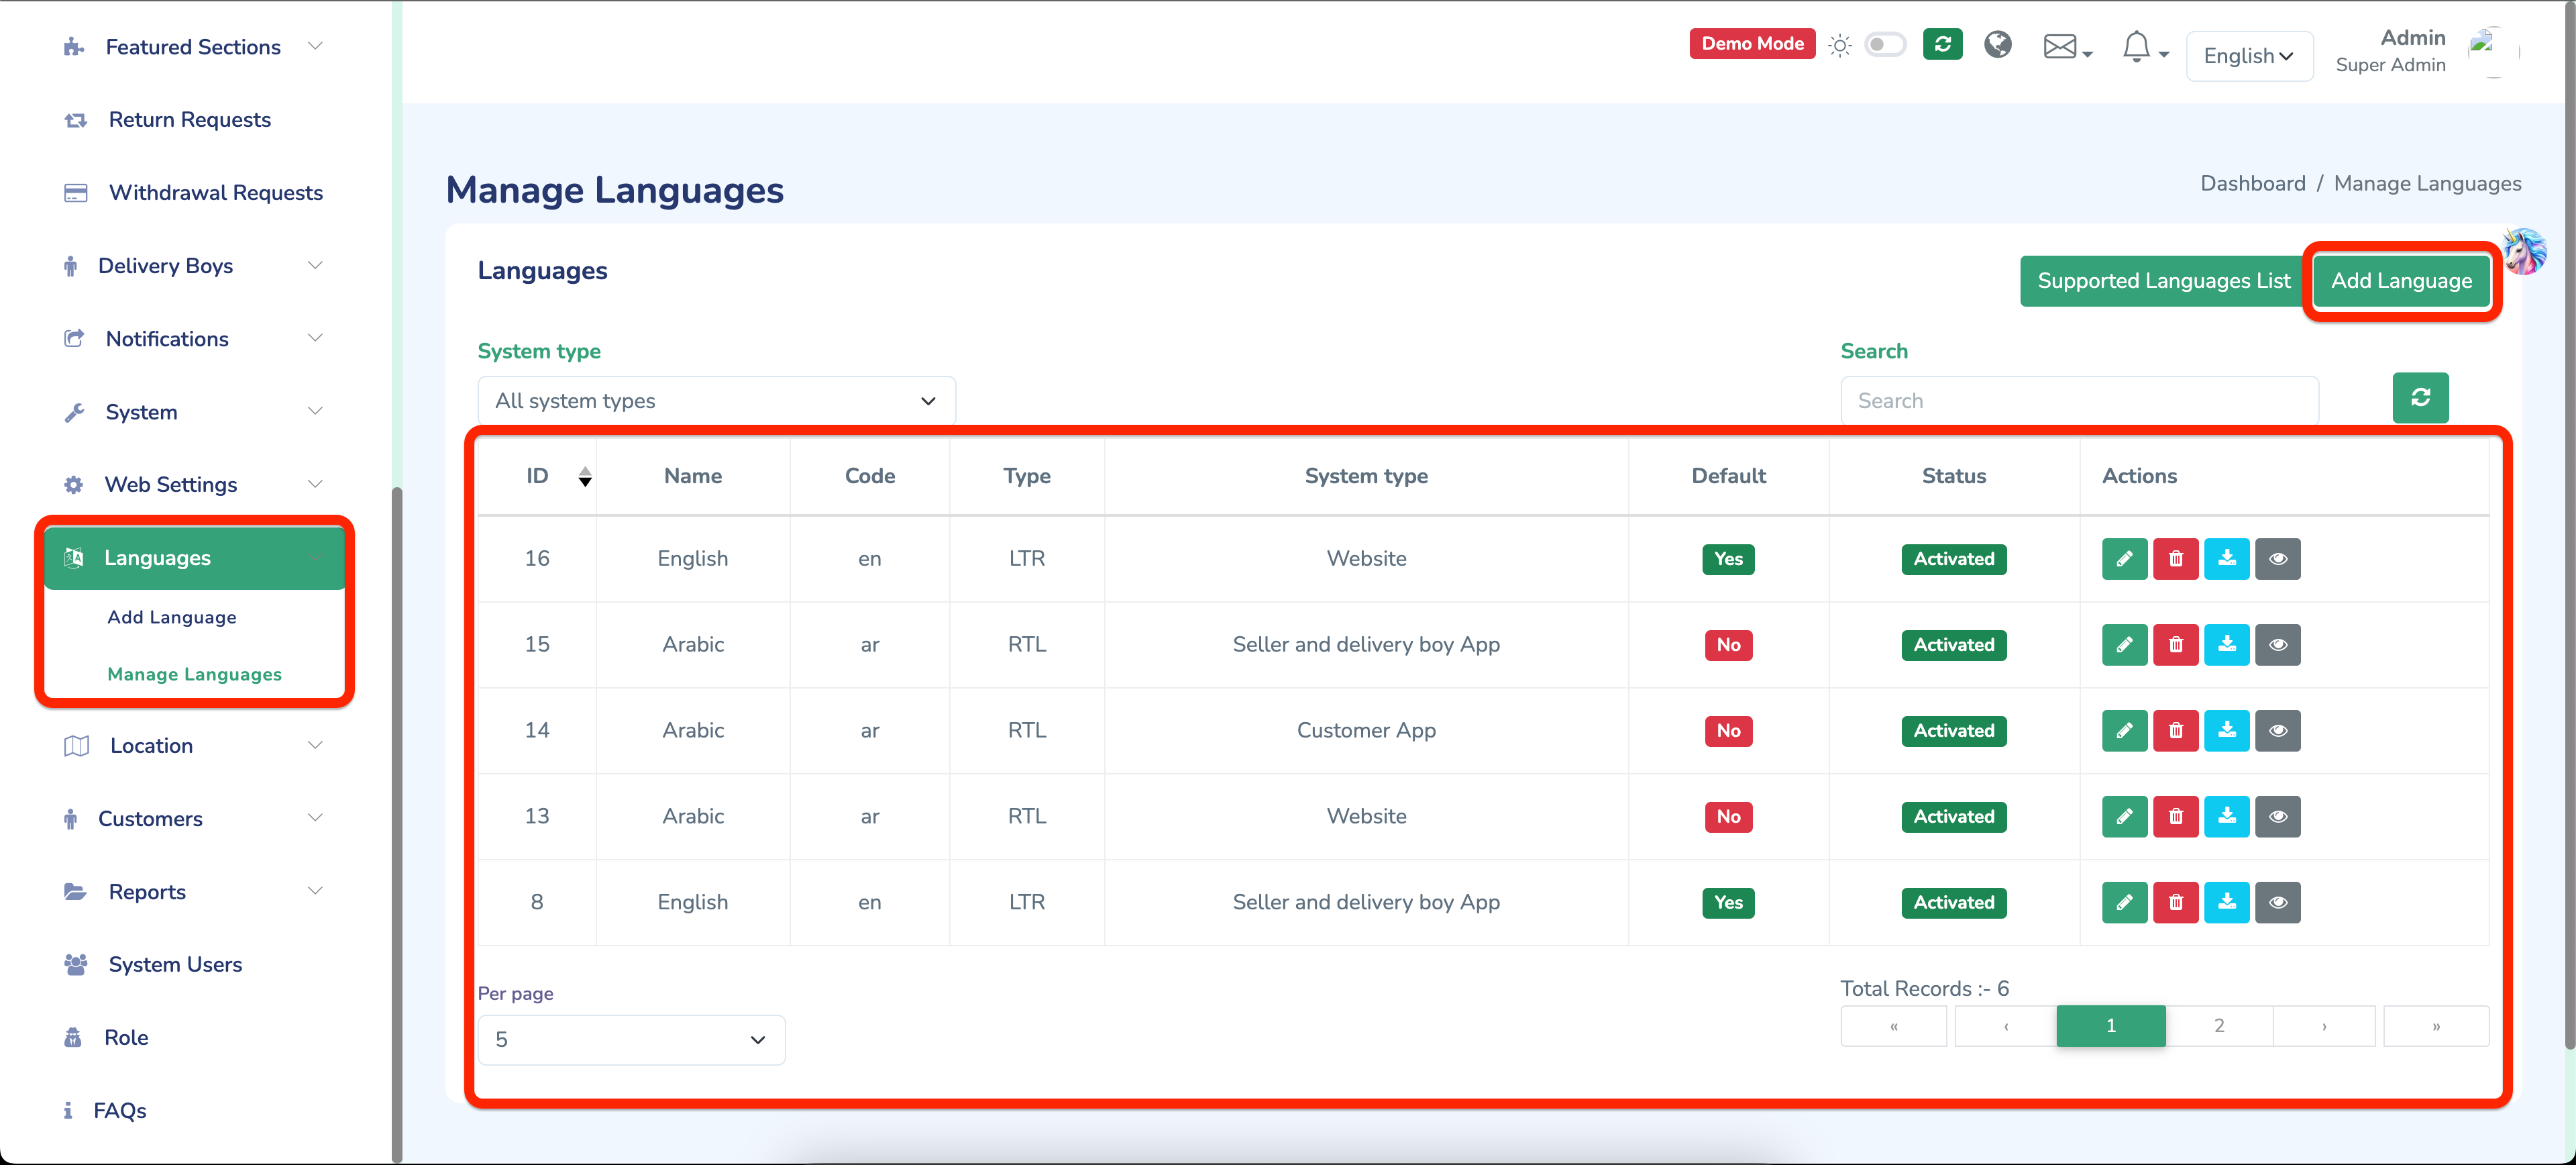 Featured Sections
Return Requests
Withdrawal Requests
Delivery Boys
Notifications
System
Web Settings
Languages
Add Language
Manage Languages
Location
Customers
Reports
System Users
Role
FAQs
Demo Mode
English
Admin
Super Admin
Manage Languages
Dashboard / Manage Languages
Languages
Supported Languages List
Add Language
System type
All system types
Search
Search
ID Name Code Type System type Default Status Actions
16 English en LTR Website Yes Activated
15 Arabic ar RTL Seller and delivery boy App No Activated
14 Arabic ar RTL Customer App No Activated
13 Arabic ar RTL Website No Activated
8 English en LTR Seller and delivery boy App Yes Activated
Per page
5
Total Records :- 6
« ‹ 1 2 › »